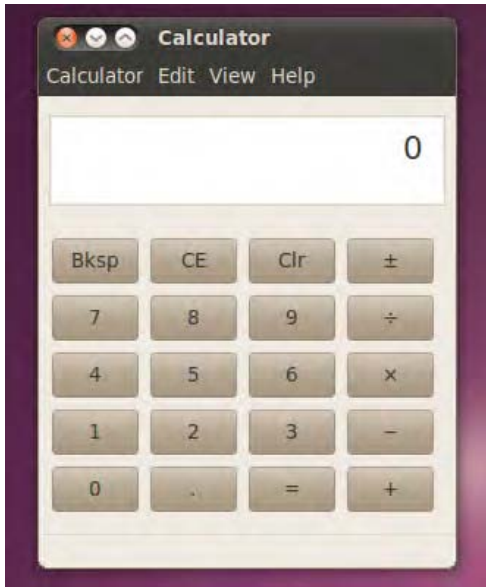 Calculator
Calculator Edit View Help
0
Bksp CE Clr ±
7 8 9 ÷
4 5 6 ×
1 2 3 −
0 . = +